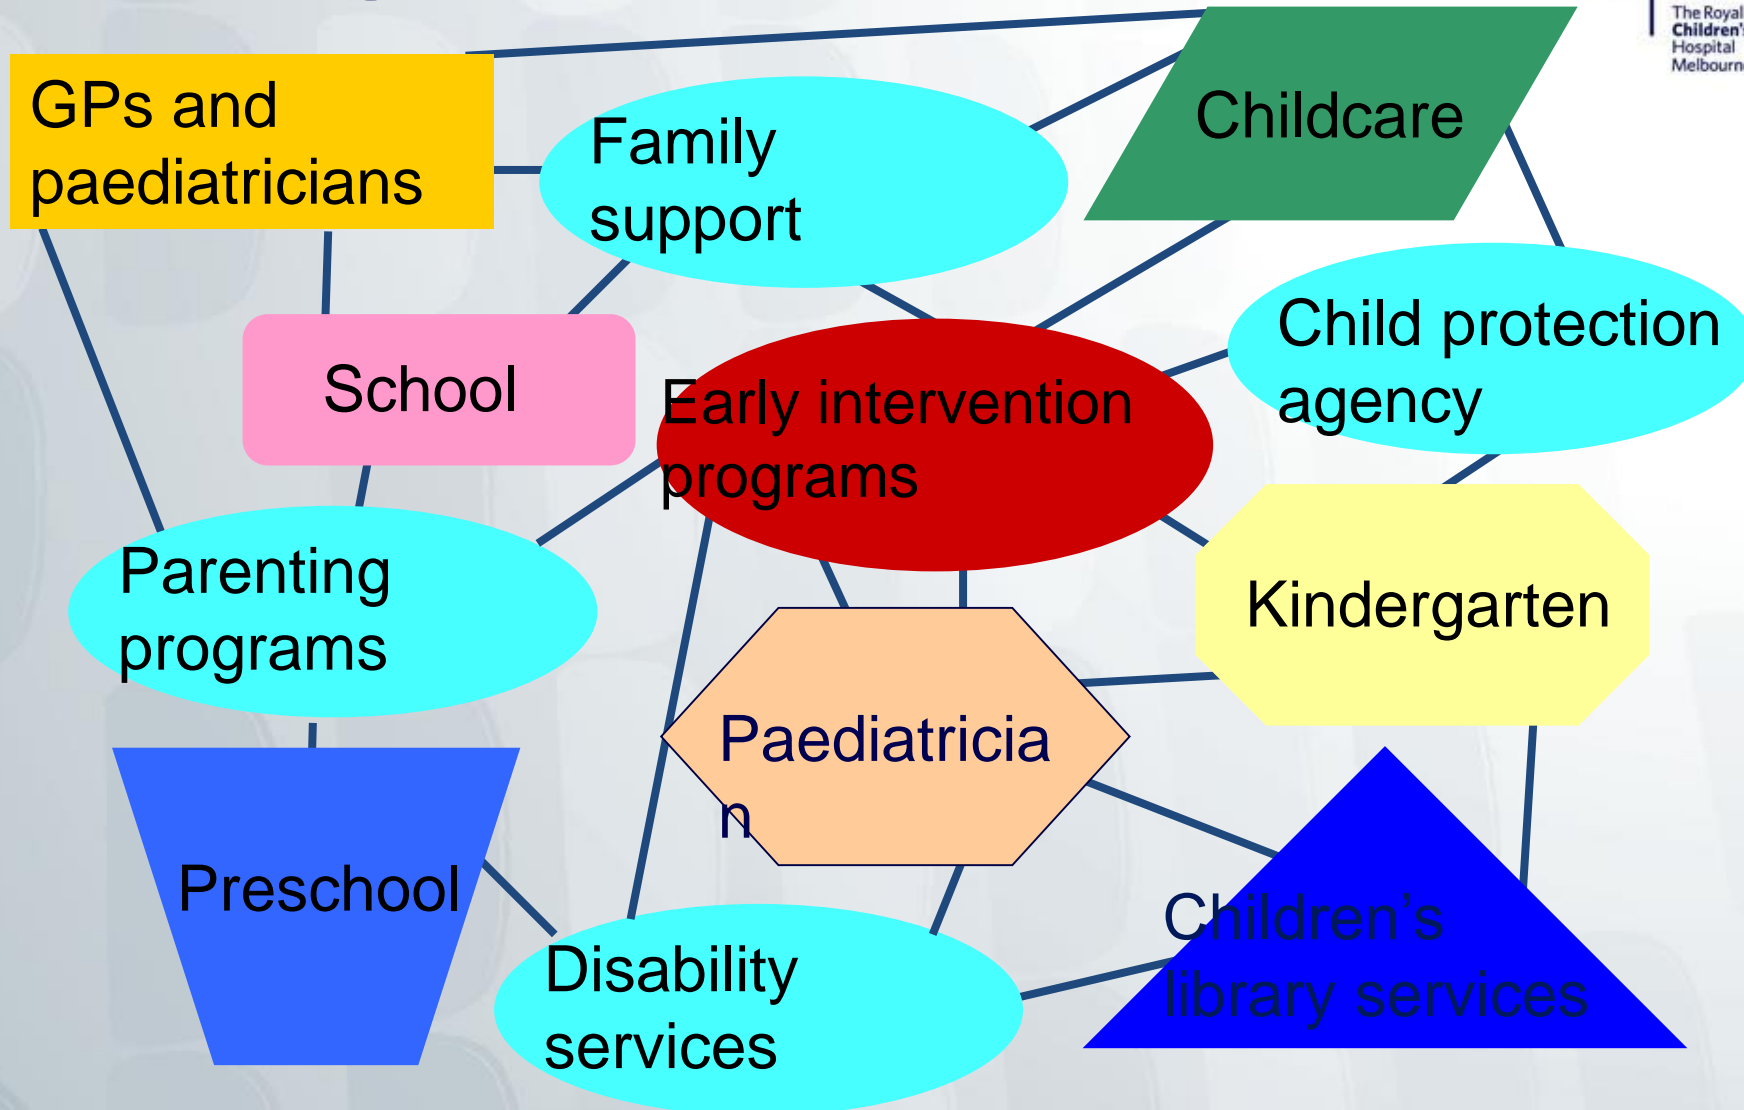 The Royal
Children's
Hospital
Melbourne
GPs and
paediatricians
Family
support
Childcare
Child protection
agency
School
Early intervention
programs
Parenting
programs
Kindergarten
Paediatricia
n
Preschool
Children’s
library services
Disability
services